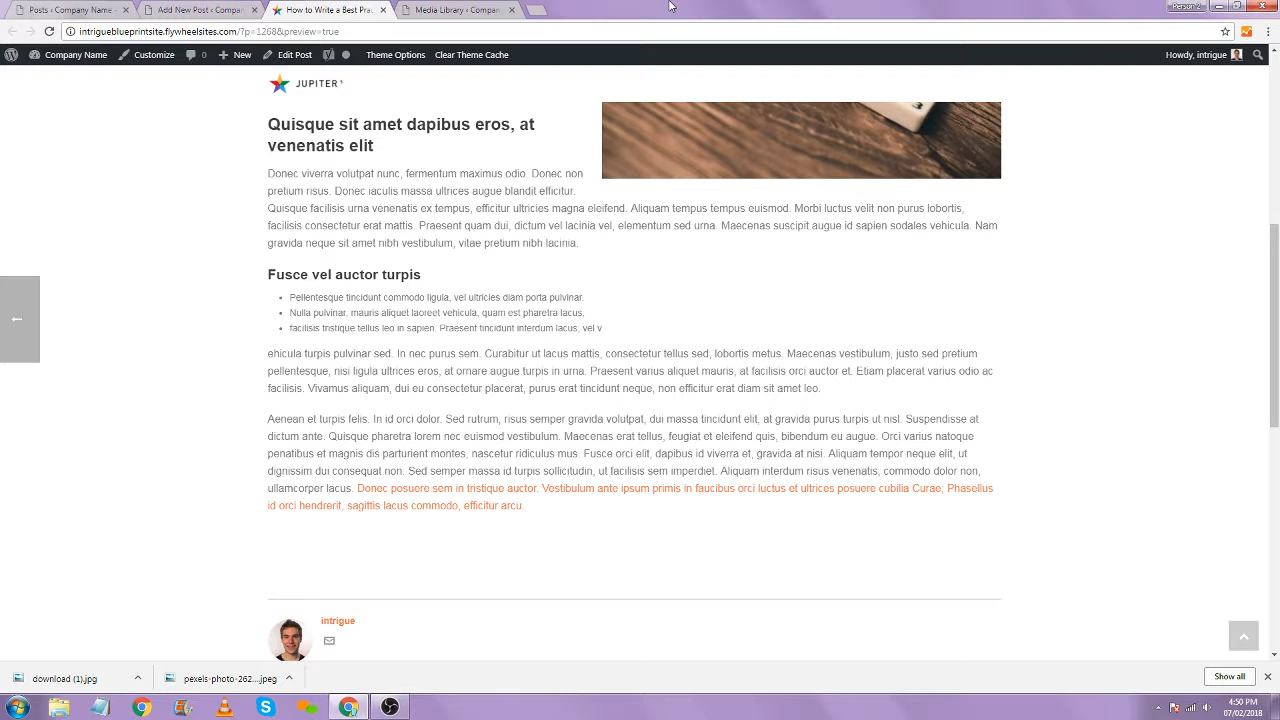 Posts ‹ Company Name -
Add New Post ‹ Company
How to Write a Best Prac
Media Library ‹ Company
Person 2
intrigueblueprintsite.flywheelsites.com/?p=1268&preview=true
Company Name
Customize
0
New
Edit Post
Theme Options
Clear Theme Cache
Howdy, intrigue
JUPITER
Quisque sit amet dapibus eros, at
venenatis elit
Donec viverra volutpat nunc, fermentum maximus odio. Donec non
pretium risus. Donec iaculis massa ultrices augue blandit efficitur.
Quisque facilisis urna venenatis ex tempus, efficitur ultricies magna eleifend. Aliquam tempus tempus euismod. Morbi luctus velit non purus lobortis,
facilisis consectetur erat mattis. Praesent quam dui, dictum vel lacinia vel, elementum sed urna. Maecenas suscipit augue id sapien sodales vehicula. Nam
gravida neque sit amet nibh vestibulum, vitae pretium nibh lacinia.
Fusce vel auctor turpis
• Pellentesque tincidunt commodo ligula, vel ultricies diam porta pulvinar.
• Nulla pulvinar, mauris aliquet laoreet vehicula, quam est pharetra lacus,
• facilisis tristique tellus leo in sapien. Praesent tincidunt interdum lacus, vel v
ehicula turpis pulvinar sed. In nec purus sem. Curabitur ut lacus mattis, consectetur tellus sed, lobortis metus. Maecenas vestibulum, justo sed pretium
pellentesque, nisi ligula ultrices eros, at ornare augue turpis in urna. Praesent varius aliquet mauris, at facilisis orci auctor et. Etiam placerat varius odio ac
facilisis. Vivamus aliquam, dui eu consectetur placerat, purus erat tincidunt neque, non efficitur erat diam sit amet leo.
Aenean et turpis felis. In id orci dolor. Sed rutrum, risus semper gravida volutpat, dui massa tincidunt elit, at gravida purus turpis ut nisl. Suspendisse at
dictum ante. Quisque pharetra lorem nec euismod vestibulum. Maecenas erat tellus, feugiat et eleifend quis, bibendum eu augue. Orci varius natoque
penatibus et magnis dis parturient montes, nascetur ridiculus mus. Fusce orci elit, dapibus id viverra et, gravida at nisi. Aliquam tempor neque elit, ut
dignissim dui consequat non. Sed semper massa id turpis sollicitudin, ut facilisis sem imperdiet. Aliquam interdum risus venenatis, commodo dolor non,
ullamcorper lacus. Donec posuere sem in tristique auctor. Vestibulum ante ipsum primis in faucibus orci luctus et ultrices posuere cubilia Curae; Phasellus
id orci hendrerit, sagittis lacus commodo, efficitur arcu.
intrigue
download (1).jpg
pexels-photo-262....jpeg
Show all
4:50 PM
07/02/2018